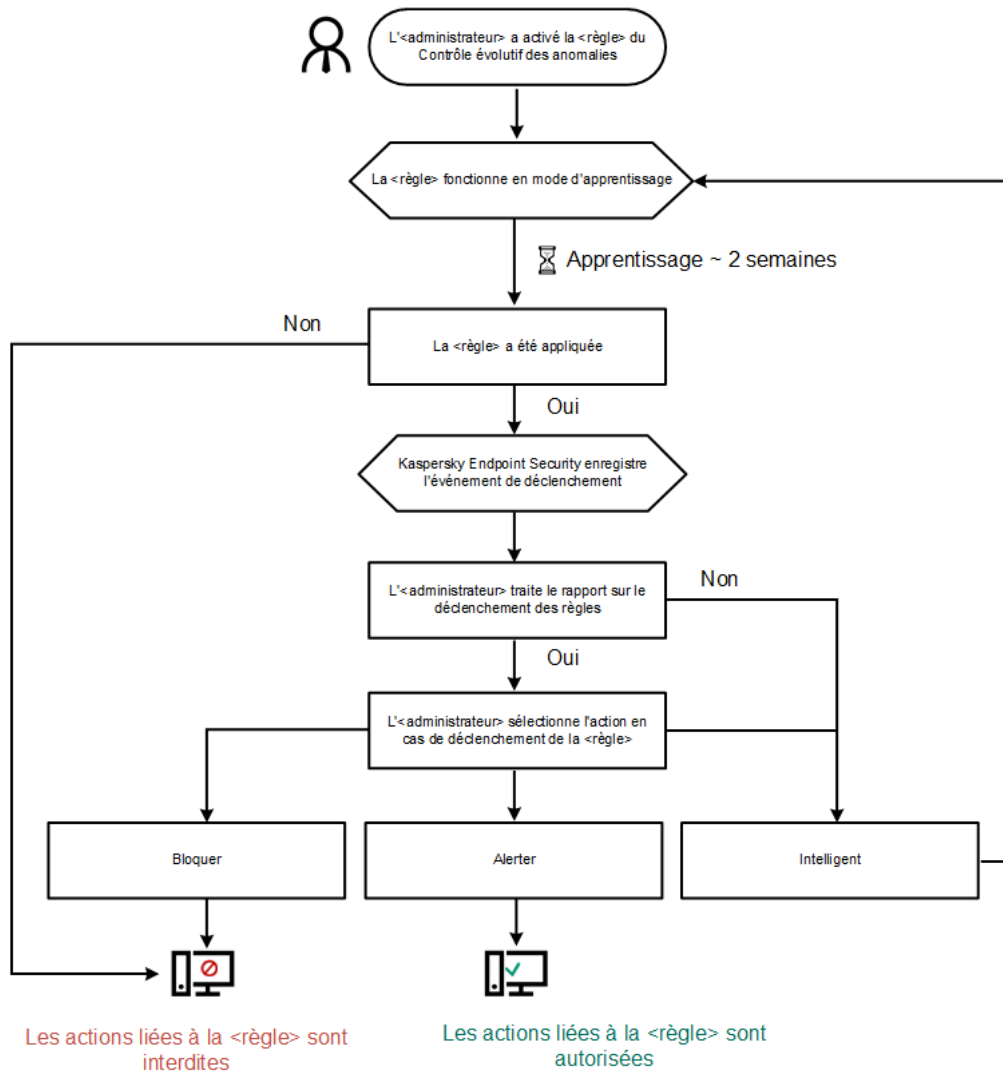 L'<administrateur> a activé la <règle> du
Contrôle évolutif des anomalies
La <règle> fonctionne en mode d'apprentissage
Apprentissage ~ 2 semaines
Non
La <règle> a été appliquée
Oui
Kaspersky Endpoint Security enregistre
l'événement de déclenchement
L'<administrateur> traite le rapport sur le
déclenchement des règles
Non
Oui
L'<administrateur> sélectionne l'action en
cas de déclenchement de la <règle>
Bloquer
Alerter
Intelligent
Les actions liées à la <règle> sont
interdites
Les actions liées à la <règle> sont
autorisées